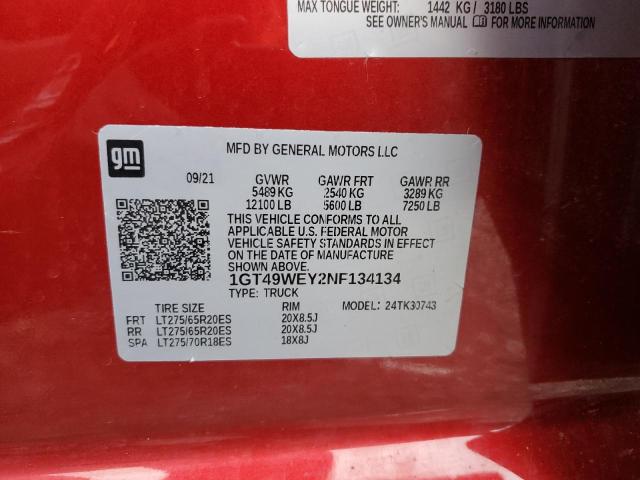 MAX TONGUE WEIGHT: 1442 KG / 3180 LBS
SEE OWNER'S MANUAL FOR MORE INFORMATION
gm
MFD BY GENERAL MOTORS LLC
09/21 GVWR GAWR FRT GAWR RR
5489 KG 2540 KG 3289 KG
12100 LB 5600 LB 7250 LB
THIS VEHICLE CONFORMS TO ALL
APPLICABLE U.S. FEDERAL MOTOR
VEHICLE SAFETY STANDARDS IN EFFECT
ON THE DATE OF MANUFACTURE
SHOWN ABOVE.
1GT49WEY2NF134134
TYPE: TRUCK
TIRE SIZE RIM MODEL: 24TK30743
FRT LT275/65R20ES 20X8.5J
RR LT275/65R20ES 20X8.5J
SPA LT275/70R18ES 18X8J